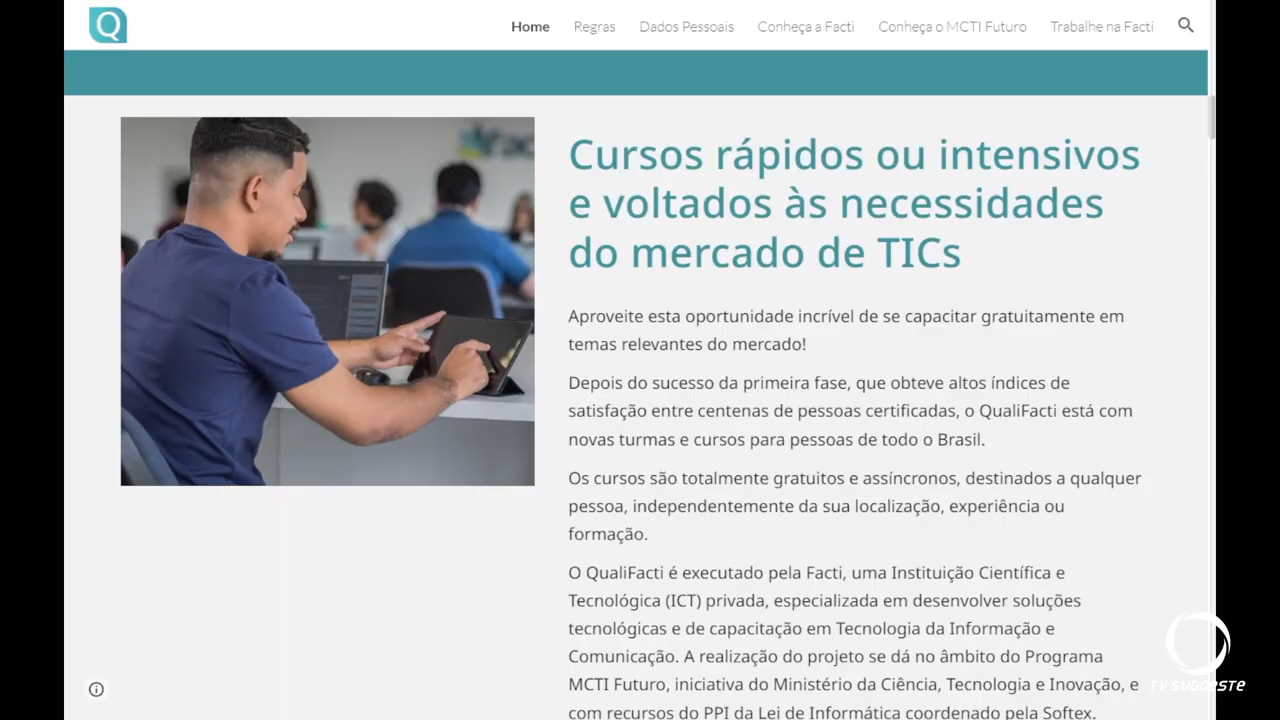 Q
Home Regras Dados Pessoais Conheça a Facti Conheça o MCTI Futuro Trabalhe na Facti
Cursos rápidos ou intensivos
e voltados às necessidades
do mercado de TICs
Aproveite esta oportunidade incrível de se capacitar gratuitamente em
temas relevantes do mercado!
Depois do sucesso da primeira fase, que obteve altos índices de
satisfação entre centenas de pessoas certificadas, o QualiFacti está com
novas turmas e cursos para pessoas de todo o Brasil.
Os cursos são totalmente gratuitos e assíncronos, destinados a qualquer
pessoa, independentemente da sua localização, experiência ou
formação.
O QualiFacti é executado pela Facti, uma Instituição Científica e
Tecnológica (ICT) privada, especializada em desenvolver soluções
tecnológicas e de capacitação em Tecnologia da Informação e
Comunicação. A realização do projeto se dá no âmbito do Programa
MCTI Futuro, iniciativa do Ministério da Ciência, Tecnologia e Inovação, e
com recursos do PPI da Lei de Informática coordenado pela Softex.
TV SUDOESTE